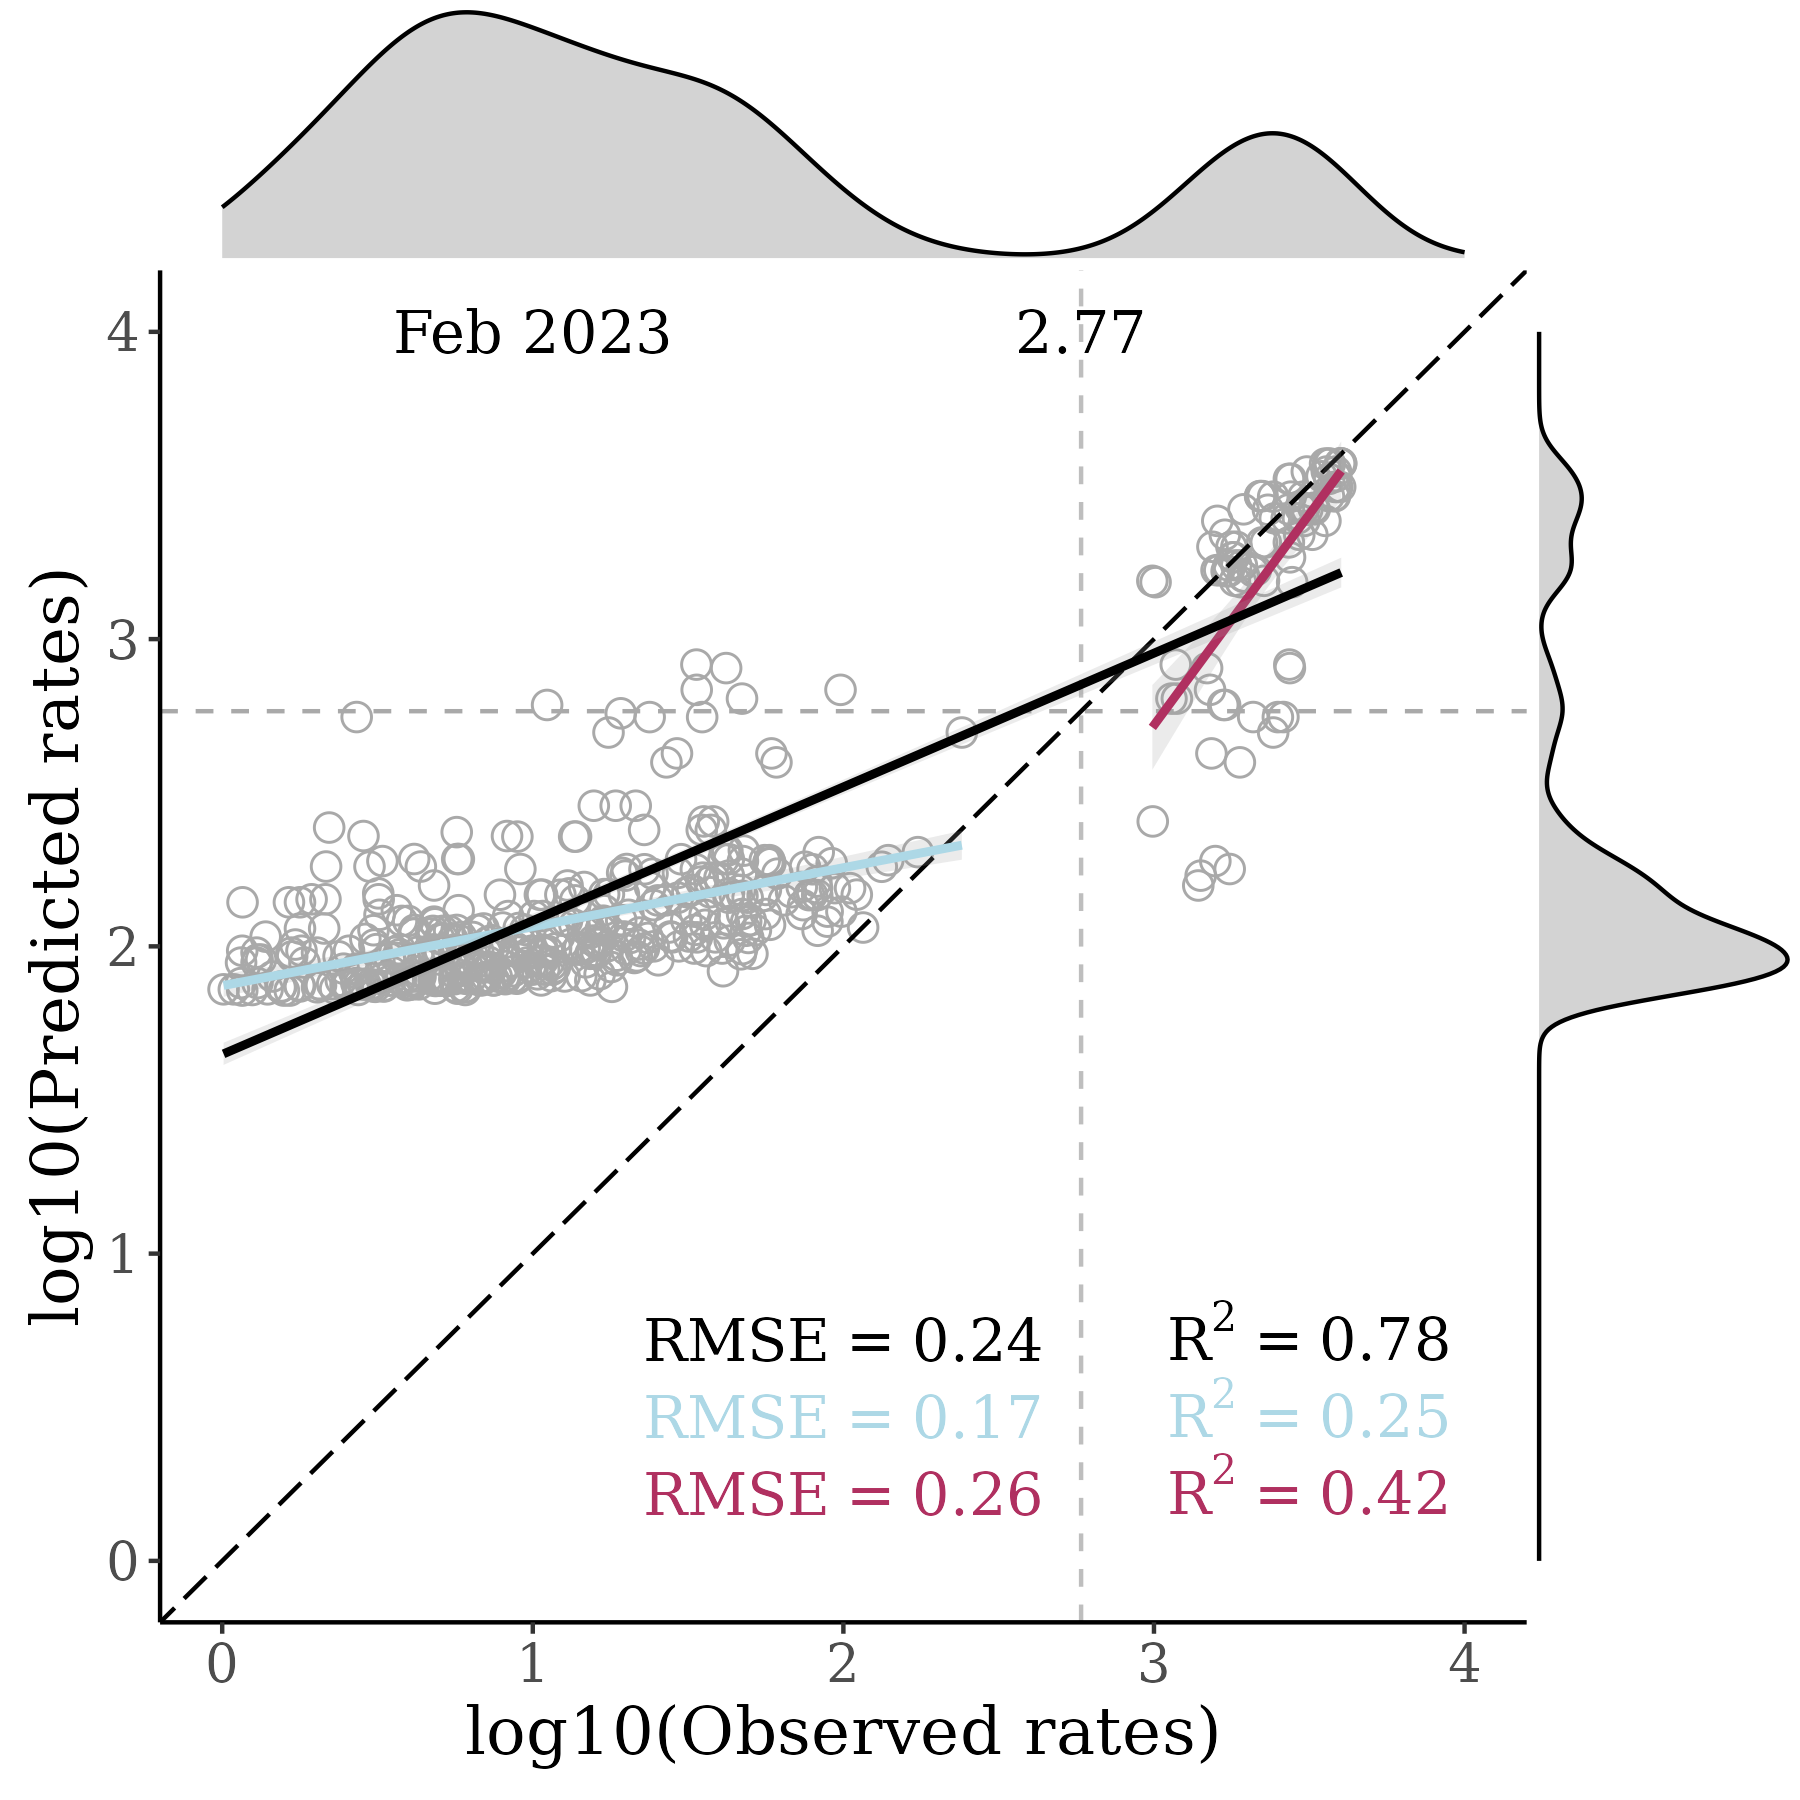 Feb 2023
2.77
4
3
2
1
0
log10(Predicted rates)
RMSE = 0.24 R² = 0.78
RMSE = 0.17 R² = 0.25
RMSE = 0.26 R² = 0.42
0 1 2 3 4
log10(Observed rates)